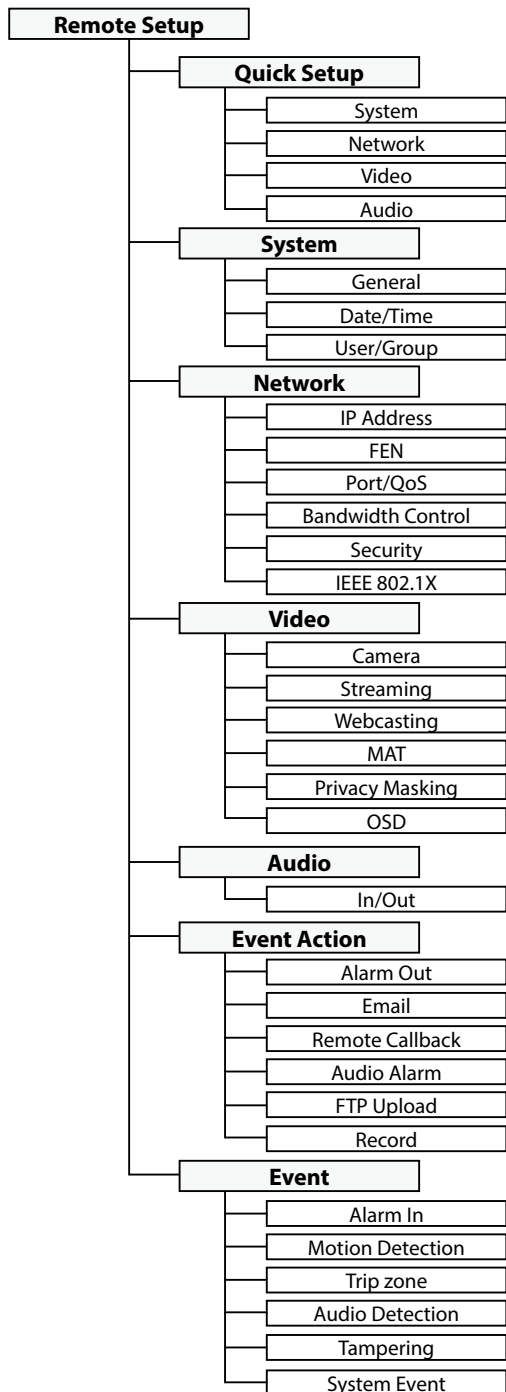 Remote Setup
Quick Setup
System
Network
Video
Audio
System
General
Date/Time
User/Group
Network
IP Address
FEN
Port/QoS
Bandwidth Control
Security
IEEE 802.1X
Video
Camera
Streaming
Webcasting
MAT
Privacy Masking
OSD
Audio
In/Out
Event Action
Alarm Out
Email
Remote Callback
Audio Alarm
FTP Upload
Record
Event
Alarm In
Motion Detection
Trip zone
Audio Detection
Tampering
System Event